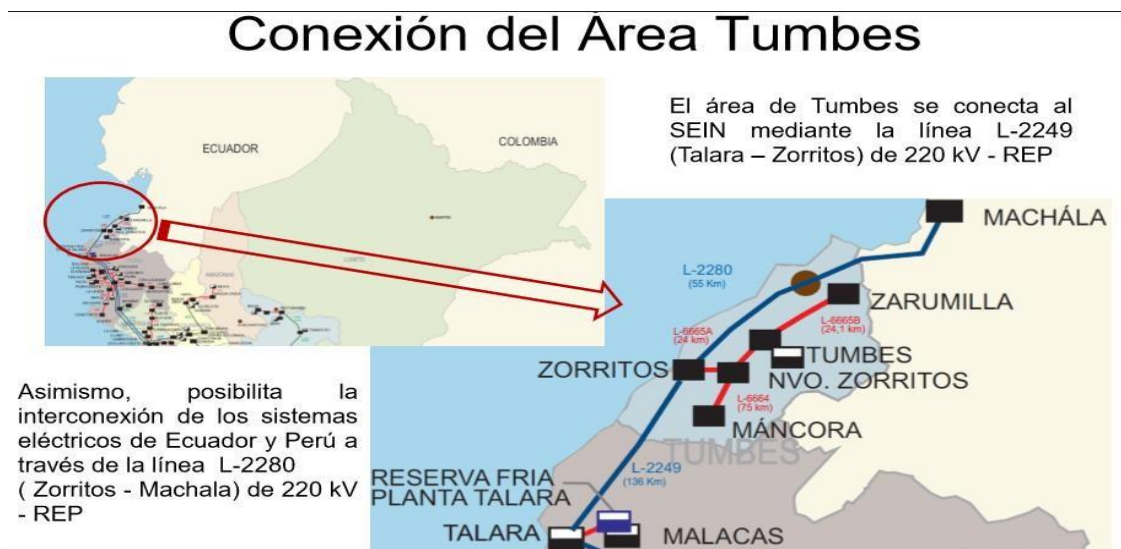 Conexión del Área Tumbes
El área de Tumbes se conecta al
SEIN mediante la línea L-2249
(Talara – Zorritos) de 220 kV - REP
ECUADOR
COLOMBIA
LORETO
AMAZONAS
Asimismo, posibilita la
interconexión de los sistemas
eléctricos de Ecuador y Perú a
través de la línea L-2280
( Zorritos - Machala) de 220 kV
- REP
MACHÁLA
L-2280
(55 Km)
ZARUMILLA
L-6665B
(24,1 km)
L-6665A
(24 km)
TUMBES
ZORRITOS
NVO. ZORRITOS
L-6664
(75 km)
MÁNCORA
TUMBES
L-2249
(136 Km)
RESERVA FRIA
PLANTA TALARA
TALARA
MALACAS